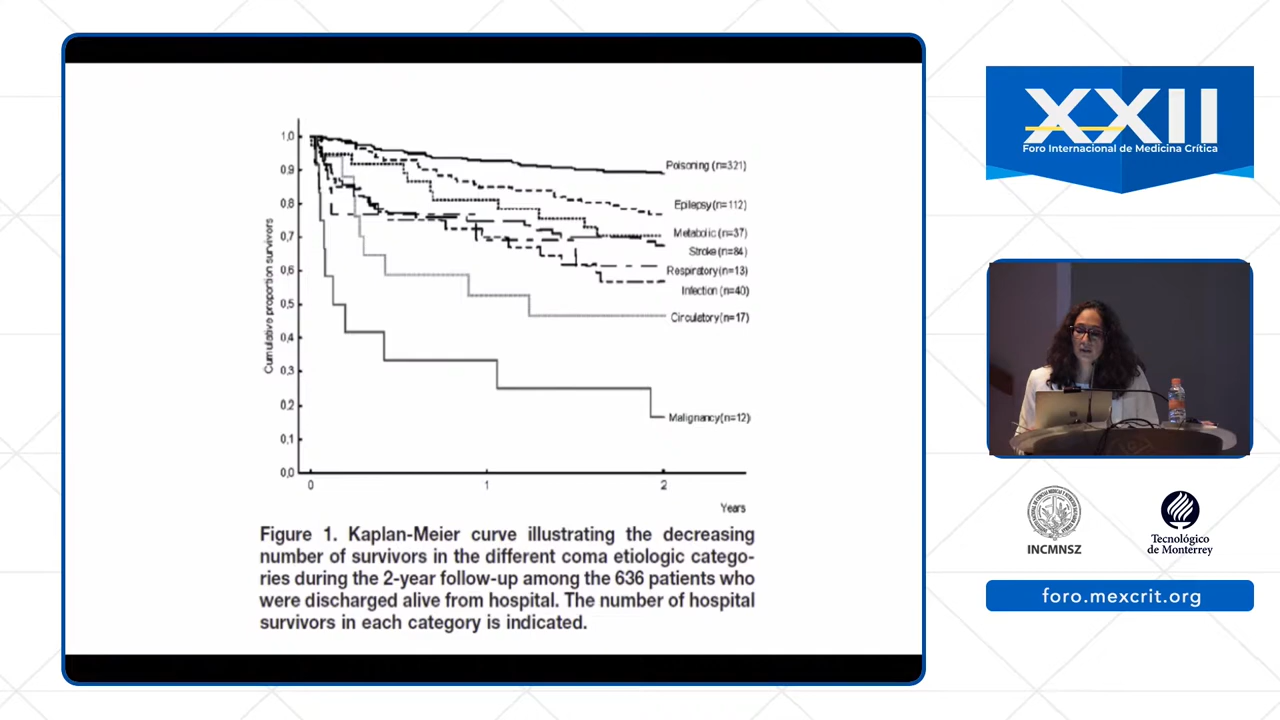 1,0
0,9
0,8
0,7
0,6
0,5
0,4
0,3
0,2
0,1
0,0
Cumulative proportion survivors
Poisoning (n=321)
Epilepsy (n=112)
Metabolic (n=37)
Stroke (n=84)
Respiratory (n=13)
Infection (n=40)
Circulatory (n=17)
Malignancy (n=12)
0 1 2
Years
Figure 1. Kaplan-Meier curve illustrating the decreasing
number of survivors in the different coma etiologic catego-
ries during the 2-year follow-up among the 636 patients who
were discharged alive from hospital. The number of hospital
survivors in each category is indicated.
XXII
Foro Internacional de Medicina Crítica
INCMNSZ
Tecnológico
de Monterrey
foro.mexcrit.org